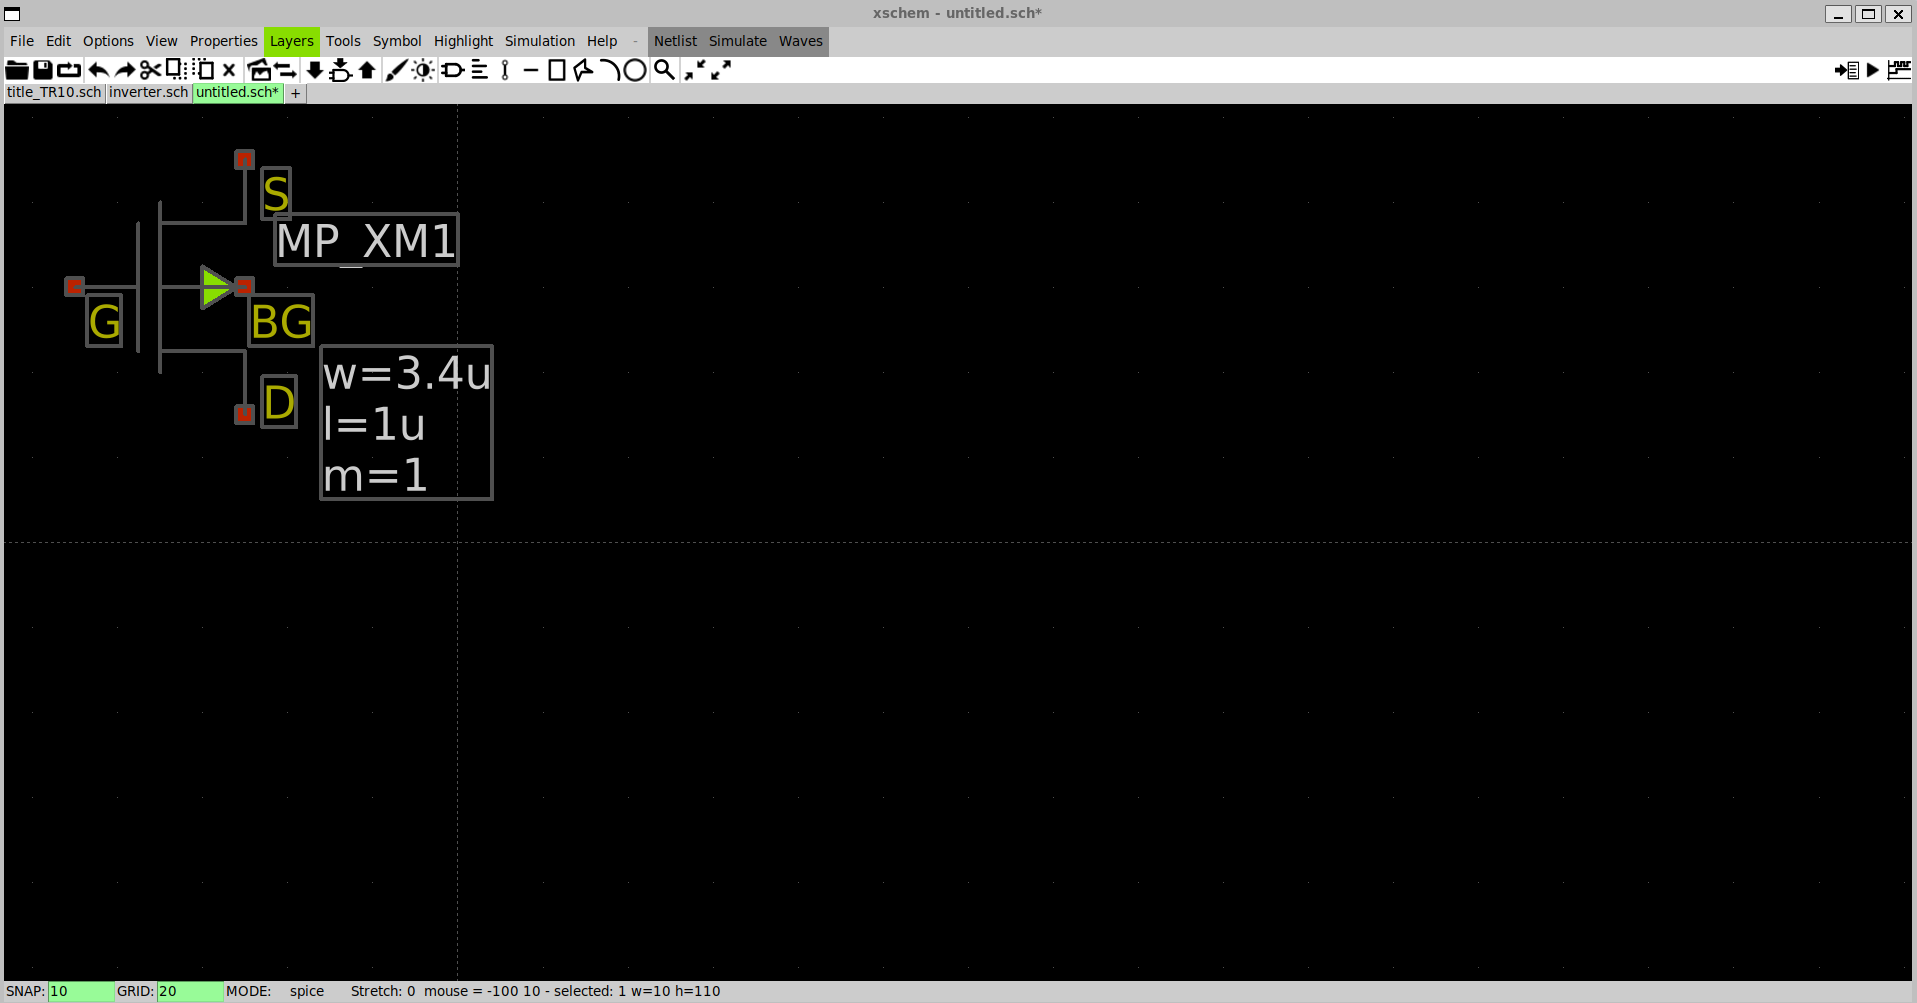 xschem - untitled.sch*
File Edit Options View Properties Layers Tools Symbol Highlight Simulation Help - Netlist Simulate Waves
title_TR10.sch inverter.sch untitled.sch* +
S
MP_XM1
G
BG
w=3.4u
D
l=1u
m=1
SNAP: 10 GRID: 20 MODE: spice Stretch: 0 mouse = -100 10 - selected: 1 w=10 h=110